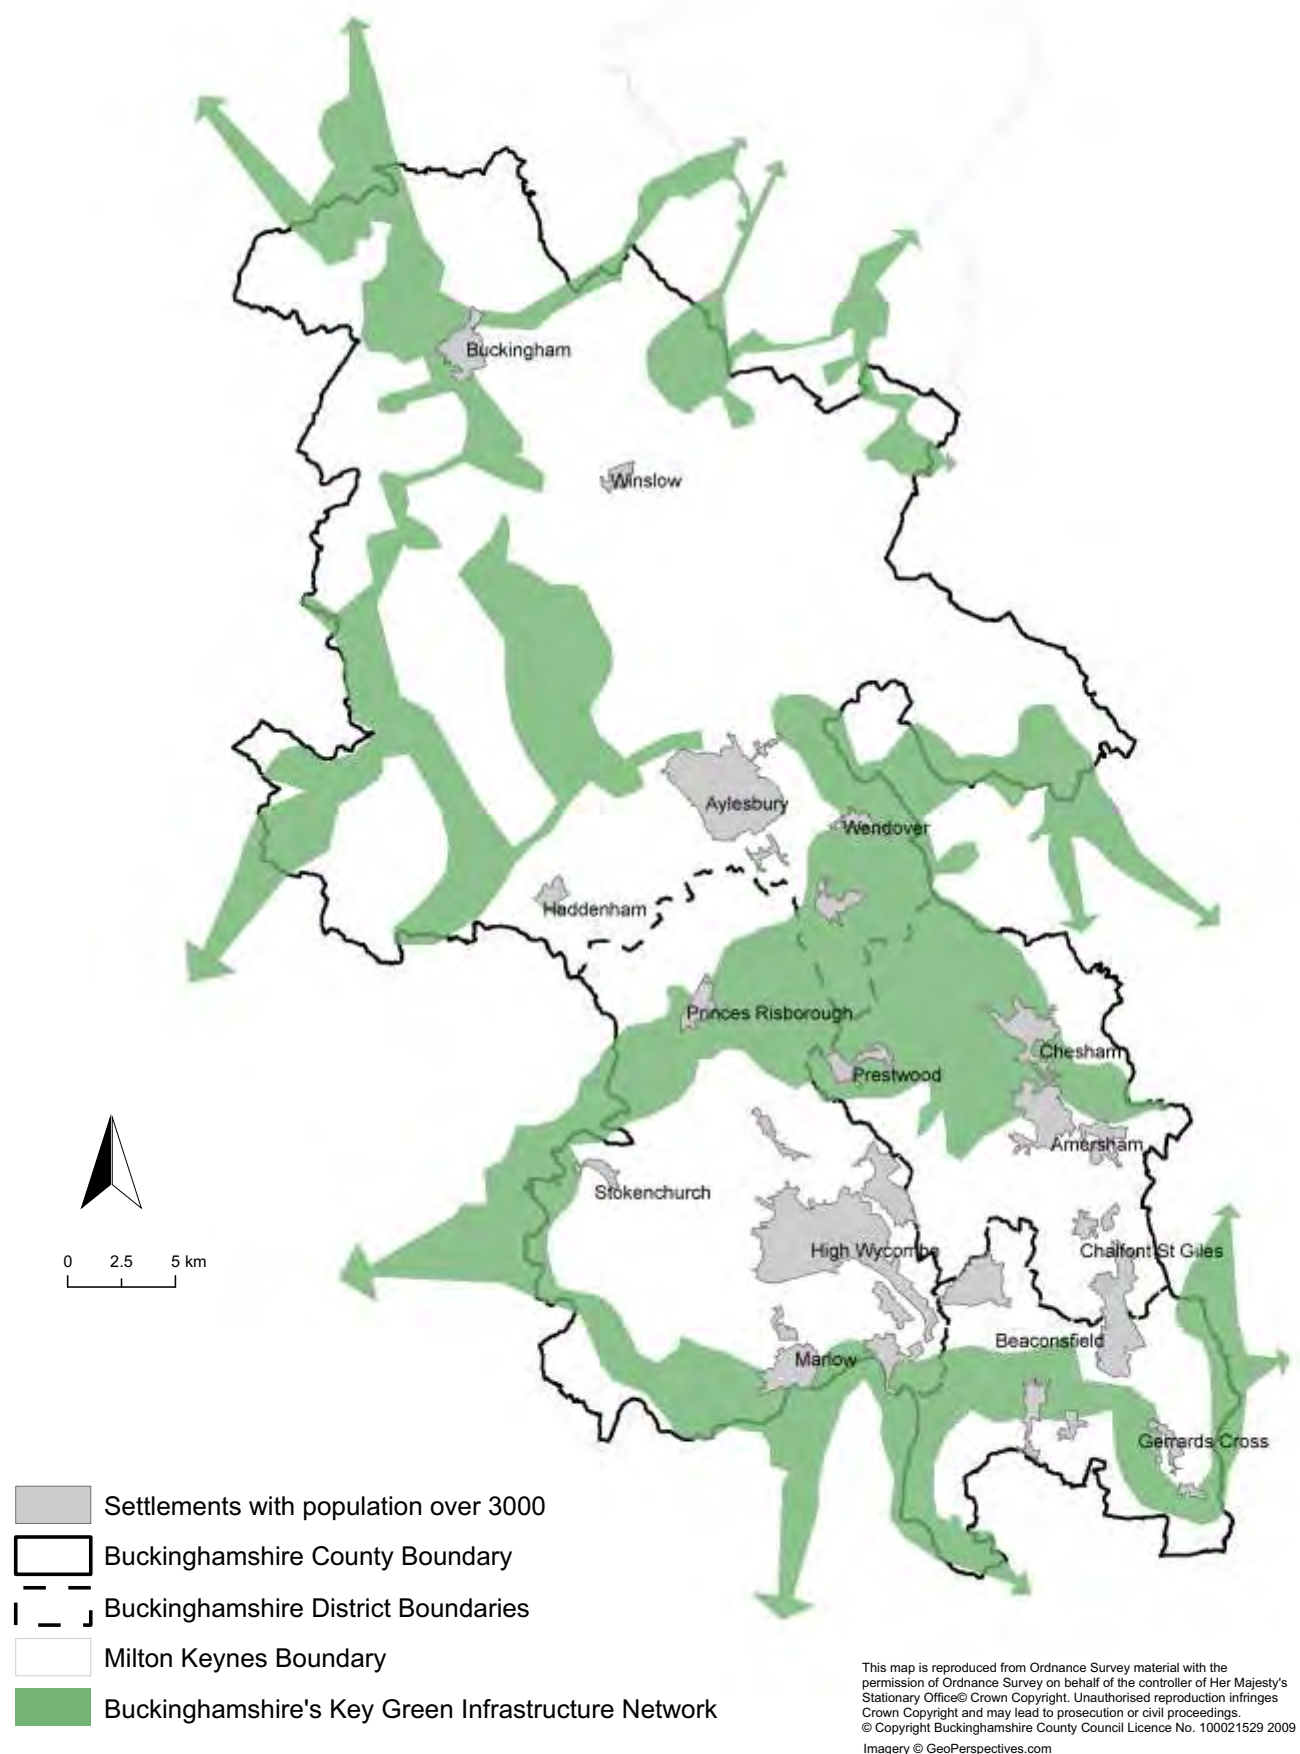 Buckingham
Winslow
Aylesbury
Wendover
Haddenham
Princes Risborough
Chesham
Prestwood
Amersham
Stokenchurch
High Wycombe
Chalfont St Giles
Beaconsfield
Marlow
Gerrards Cross
0 2.5 5 km
Settlements with population over 3000
Buckinghamshire County Boundary
Buckinghamshire District Boundaries
Milton Keynes Boundary
Buckinghamshire's Key Green Infrastructure Network
This map is reproduced from Ordnance Survey material with the
permission of Ordnance Survey on behalf of the controller of Her Majesty's
Stationary Office© Crown Copyright. Unauthorised reproduction infringes
Crown Copyright and may lead to prosecution or civil proceedings.
© Copyright Buckinghamshire County Council Licence No. 100021529 2009
Imagery © GeoPerspectives.com